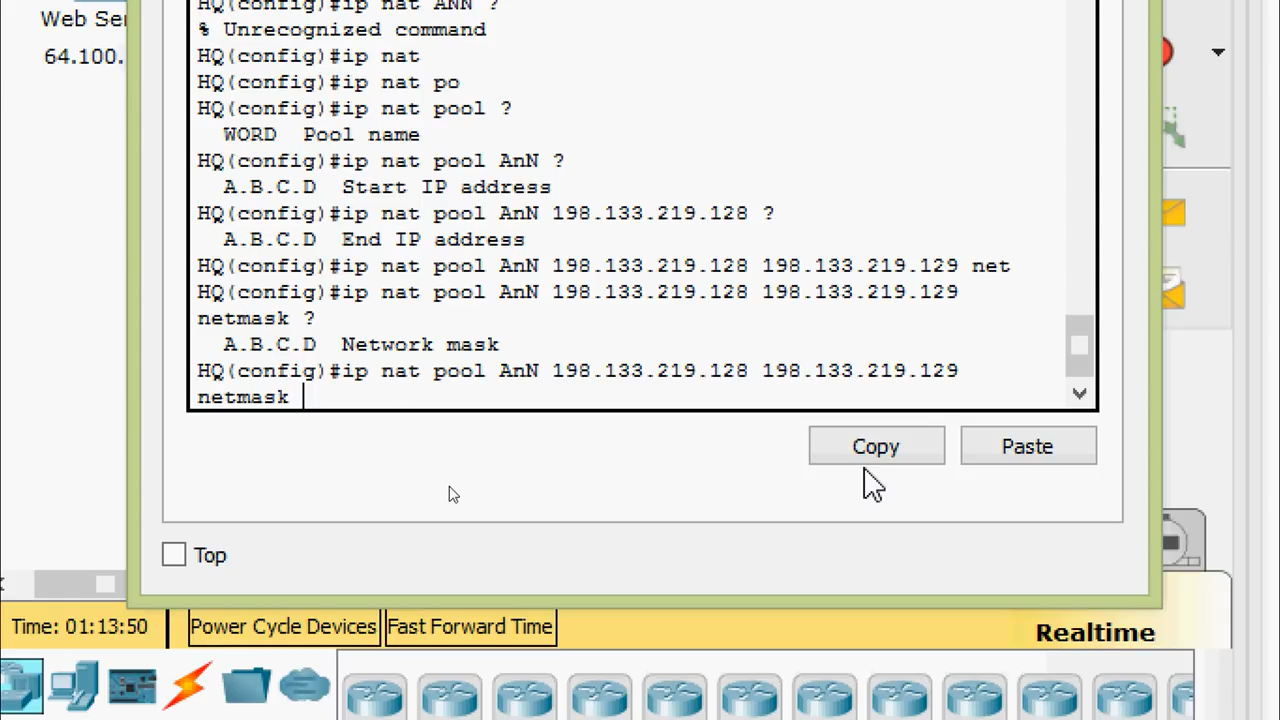 Web Ser
64.100.
HQ(config)#ip nat ANN ?
% Unrecognized command
HQ(config)#ip nat
HQ(config)#ip nat po
HQ(config)#ip nat pool ?
WORD  Pool name
HQ(config)#ip nat pool AnN ?
A.B.C.D  Start IP address
HQ(config)#ip nat pool AnN 198.133.219.128 ?
A.B.C.D  End IP address
HQ(config)#ip nat pool AnN 198.133.219.128 198.133.219.129 net
HQ(config)#ip nat pool AnN 198.133.219.128 198.133.219.129
netmask ?
A.B.C.D  Network mask
HQ(config)#ip nat pool AnN 198.133.219.128 198.133.219.129
netmask
Copy
Paste
Top
Time: 01:13:50
Power Cycle Devices
Fast Forward Time
Realtime